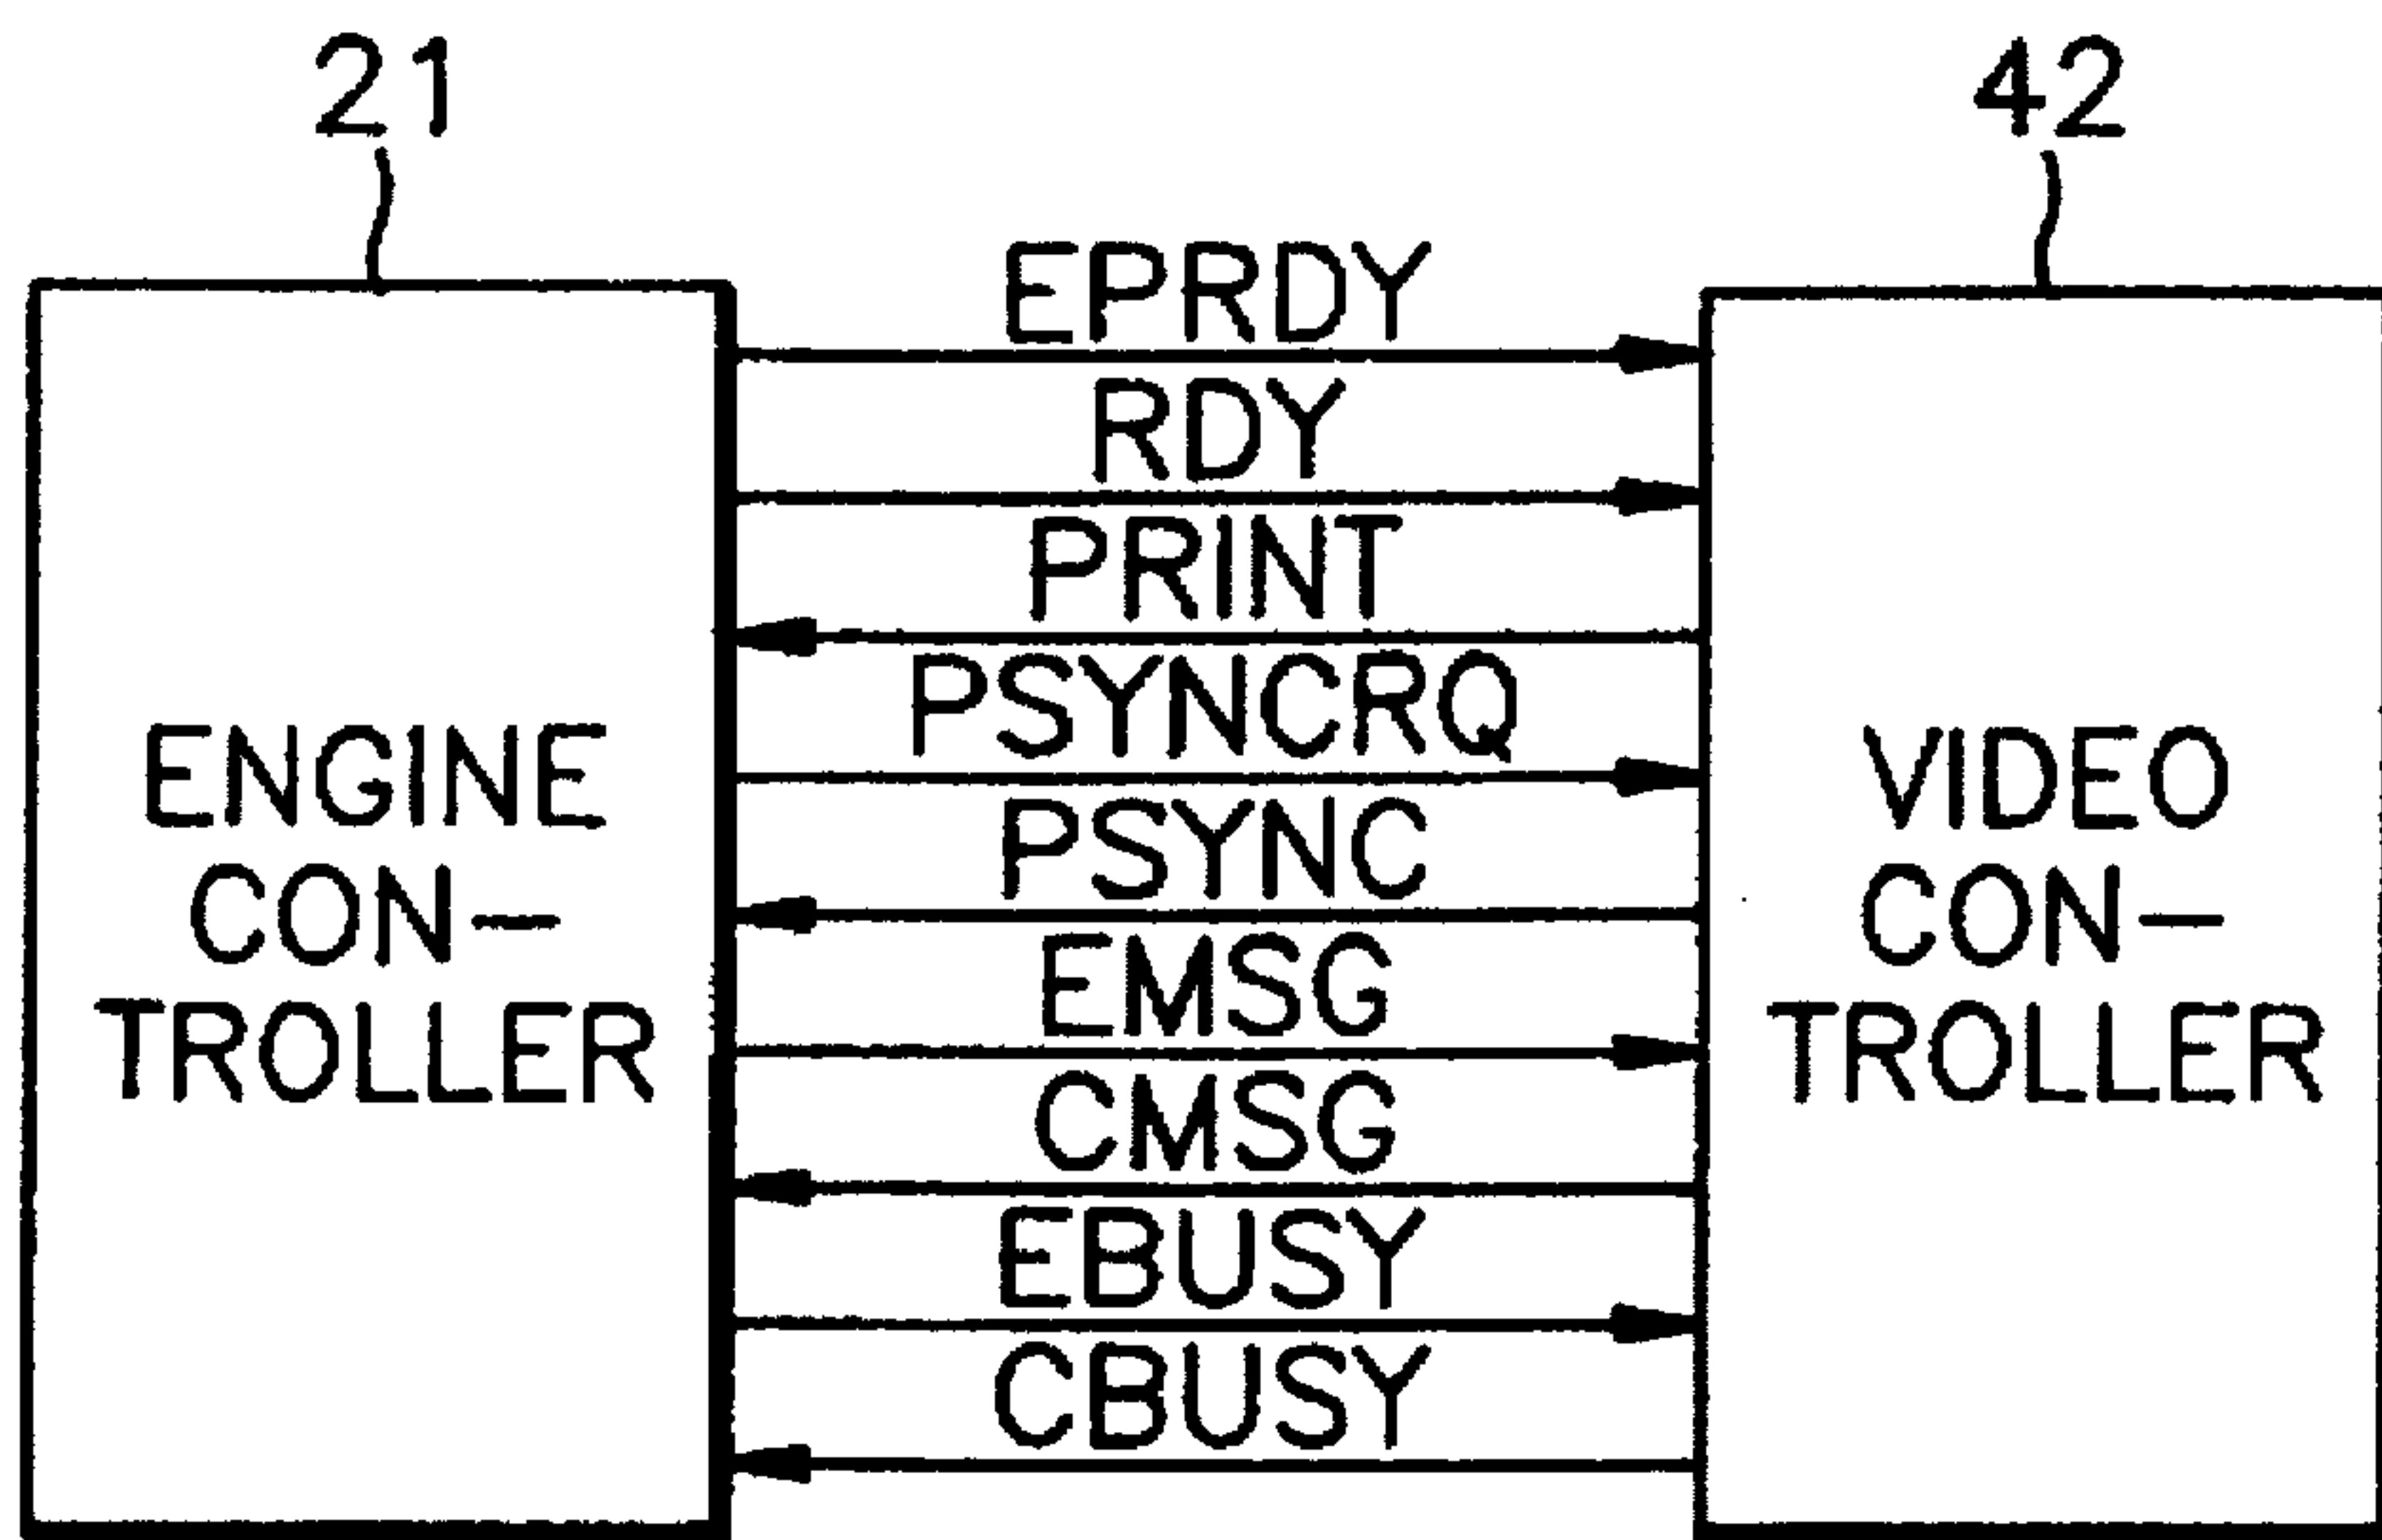 21
42
EPRDY
RDY
PRINT
PSYNCRQ
PSYNC
EMSG
CMSG
EBUSY
CBUSY
ENGINE
CON-
TROLLER
VIDEO
CON-
TROLLER